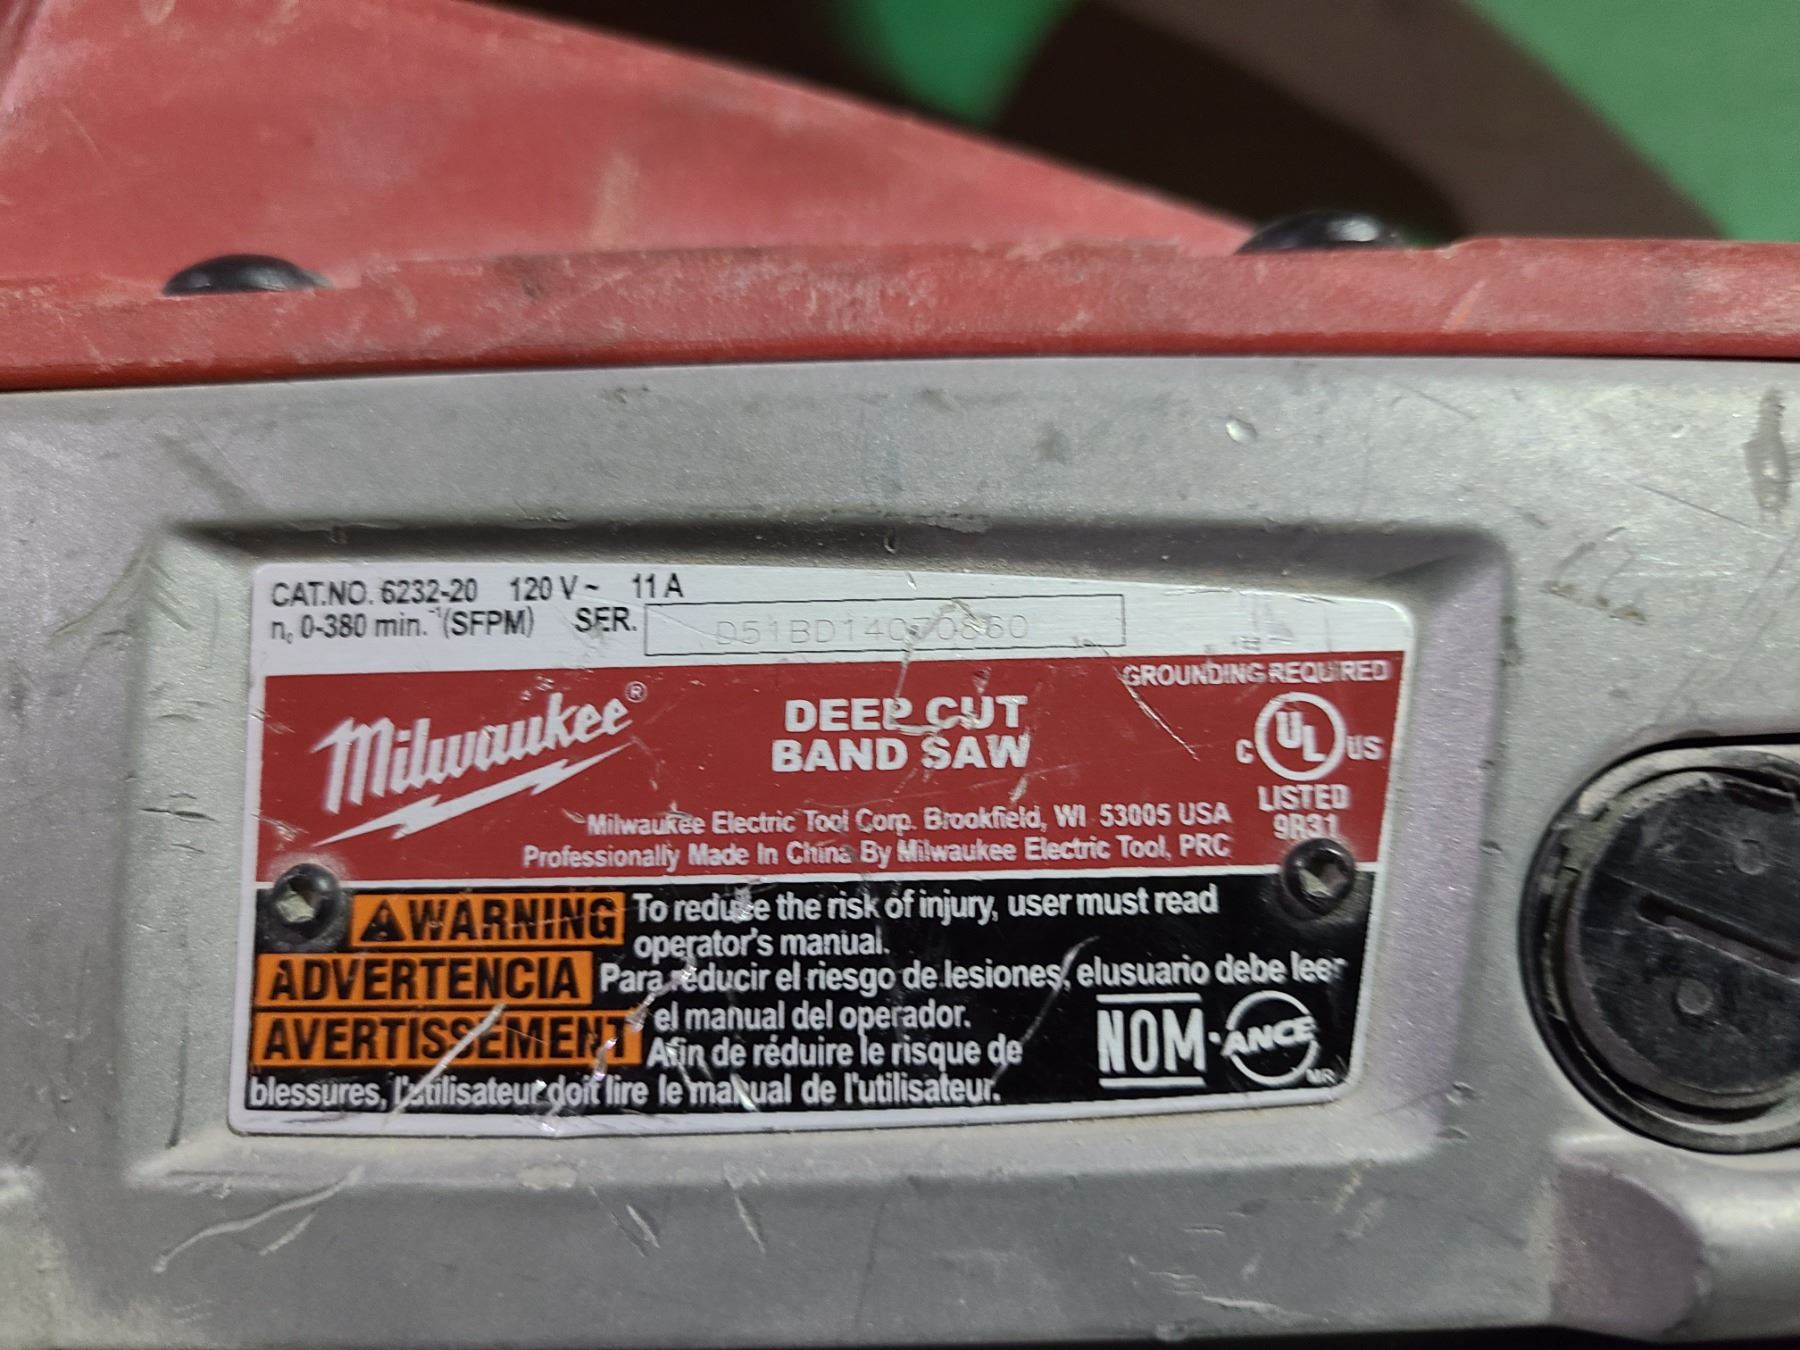 CAT.NO. 6232-20 120 V ~ 11 A
n꜀ 0-380 min.⁻¹ (SFPM) SER. D51BD14070860
GROUNDING REQUIRED
Milwaukee®
DEEP CUT
BAND SAW
C UL US
LISTED
9R31
Milwaukee Electric Tool Corp. Brookfield, WI 53005 USA
Professionally Made In China By Milwaukee Electric Tool, PRC
WARNING To reduce the risk of injury, user must read
operator's manual.
ADVERTENCIA Para reducir el riesgo de lesiones, elusuario debe leer
el manual del operador.
AVERTISSEMENT Afin de réduire le risque de
blessures, l'utilisateur doit lire le manual de l'utilisateur.
NOM-ANCE
MR